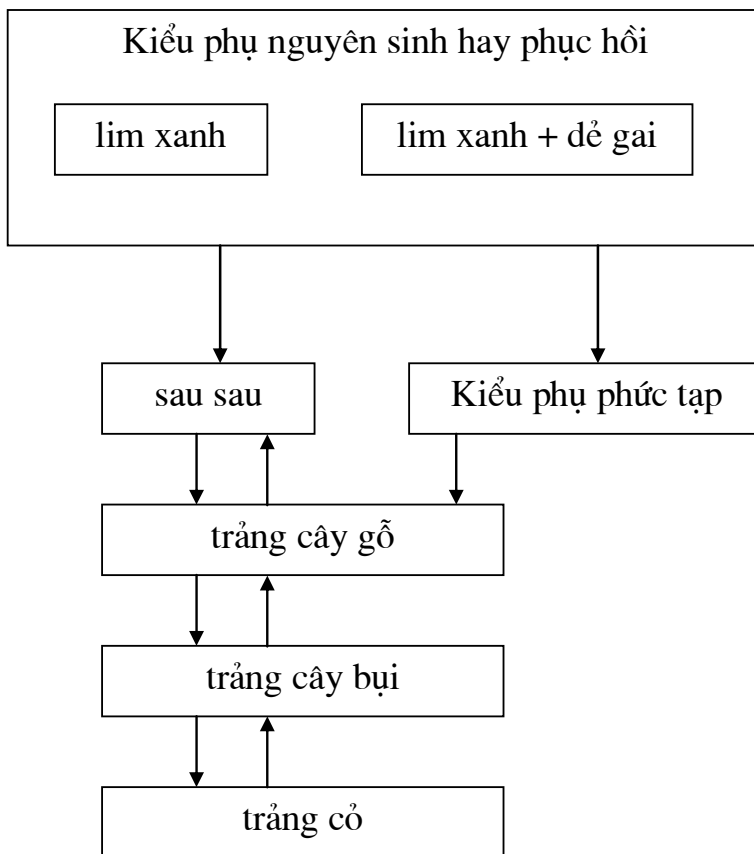 Kiểu phụ nguyên sinh hay phục hồi
lim xanh
lim xanh + dẻ gai
sau sau
Kiểu phụ phức tạp
trảng cây gỗ
trảng cây bụi
trảng cỏ